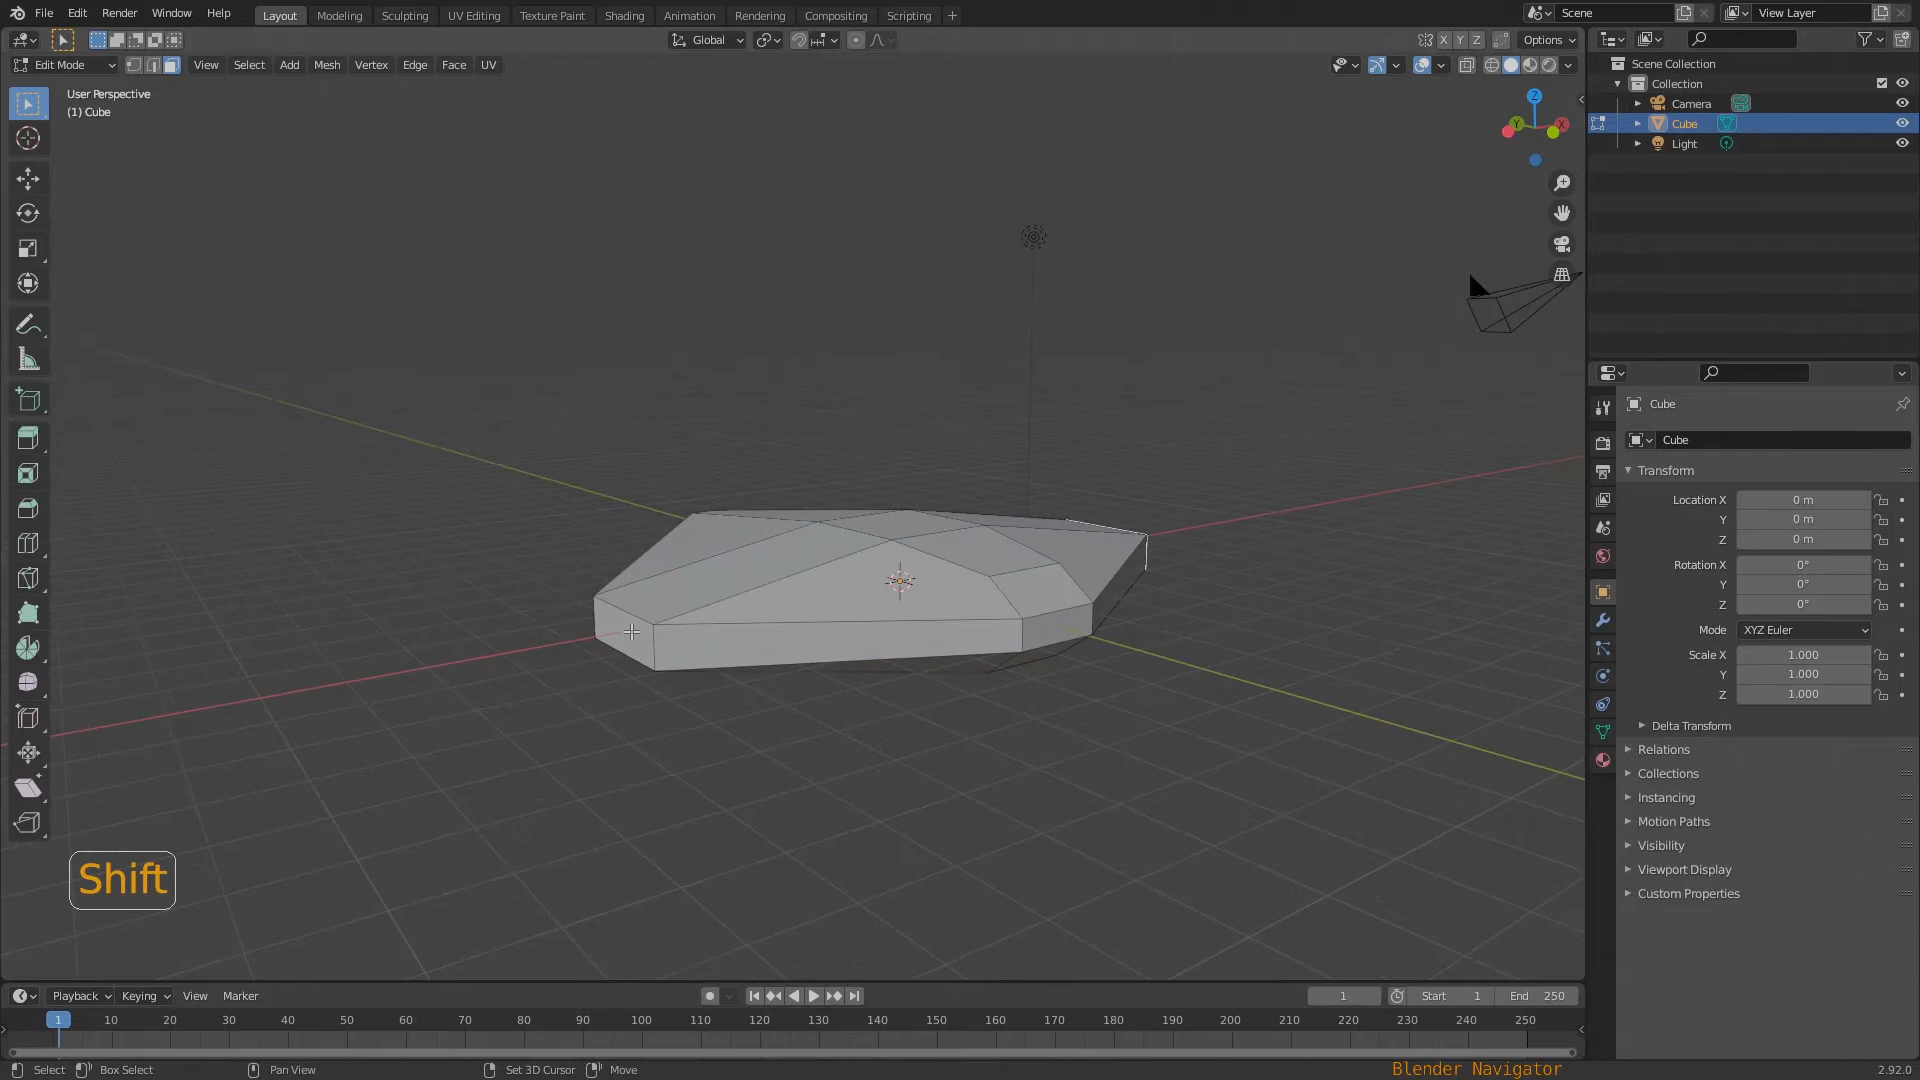 File Edit Render Window Help Layout Modeling Sculpting UV Editing Texture Paint Shading Animation Rendering Compositing Scripting + Scene View Layer
Global X Y Z Options
Edit Mode View Select Add Mesh Vertex Edge Face UV
User Perspective
(1) Cube
Z
Y X
Scene Collection
Collection
Camera
Cube
Light
Cube
Cube
Transform
Location X 0 m
Y 0 m
Z 0 m
Rotation X 0°
Y 0°
Z 0°
Mode XYZ Euler
Scale X 1.000
Y 1.000
Z 1.000
Delta Transform
Relations
Collections
Instancing
Motion Paths
Visibility
Viewport Display
Custom Properties
Shift
Playback Keying View Marker 1 Start 1 End 250
1 10 20 30 40 50 60 70 80 90 100 110 120 130 140 150 160 170 180 190 200 210 220 230 240 250
Select Box Select Pan View Set 3D Cursor Move Blender Navigator 2.92.0